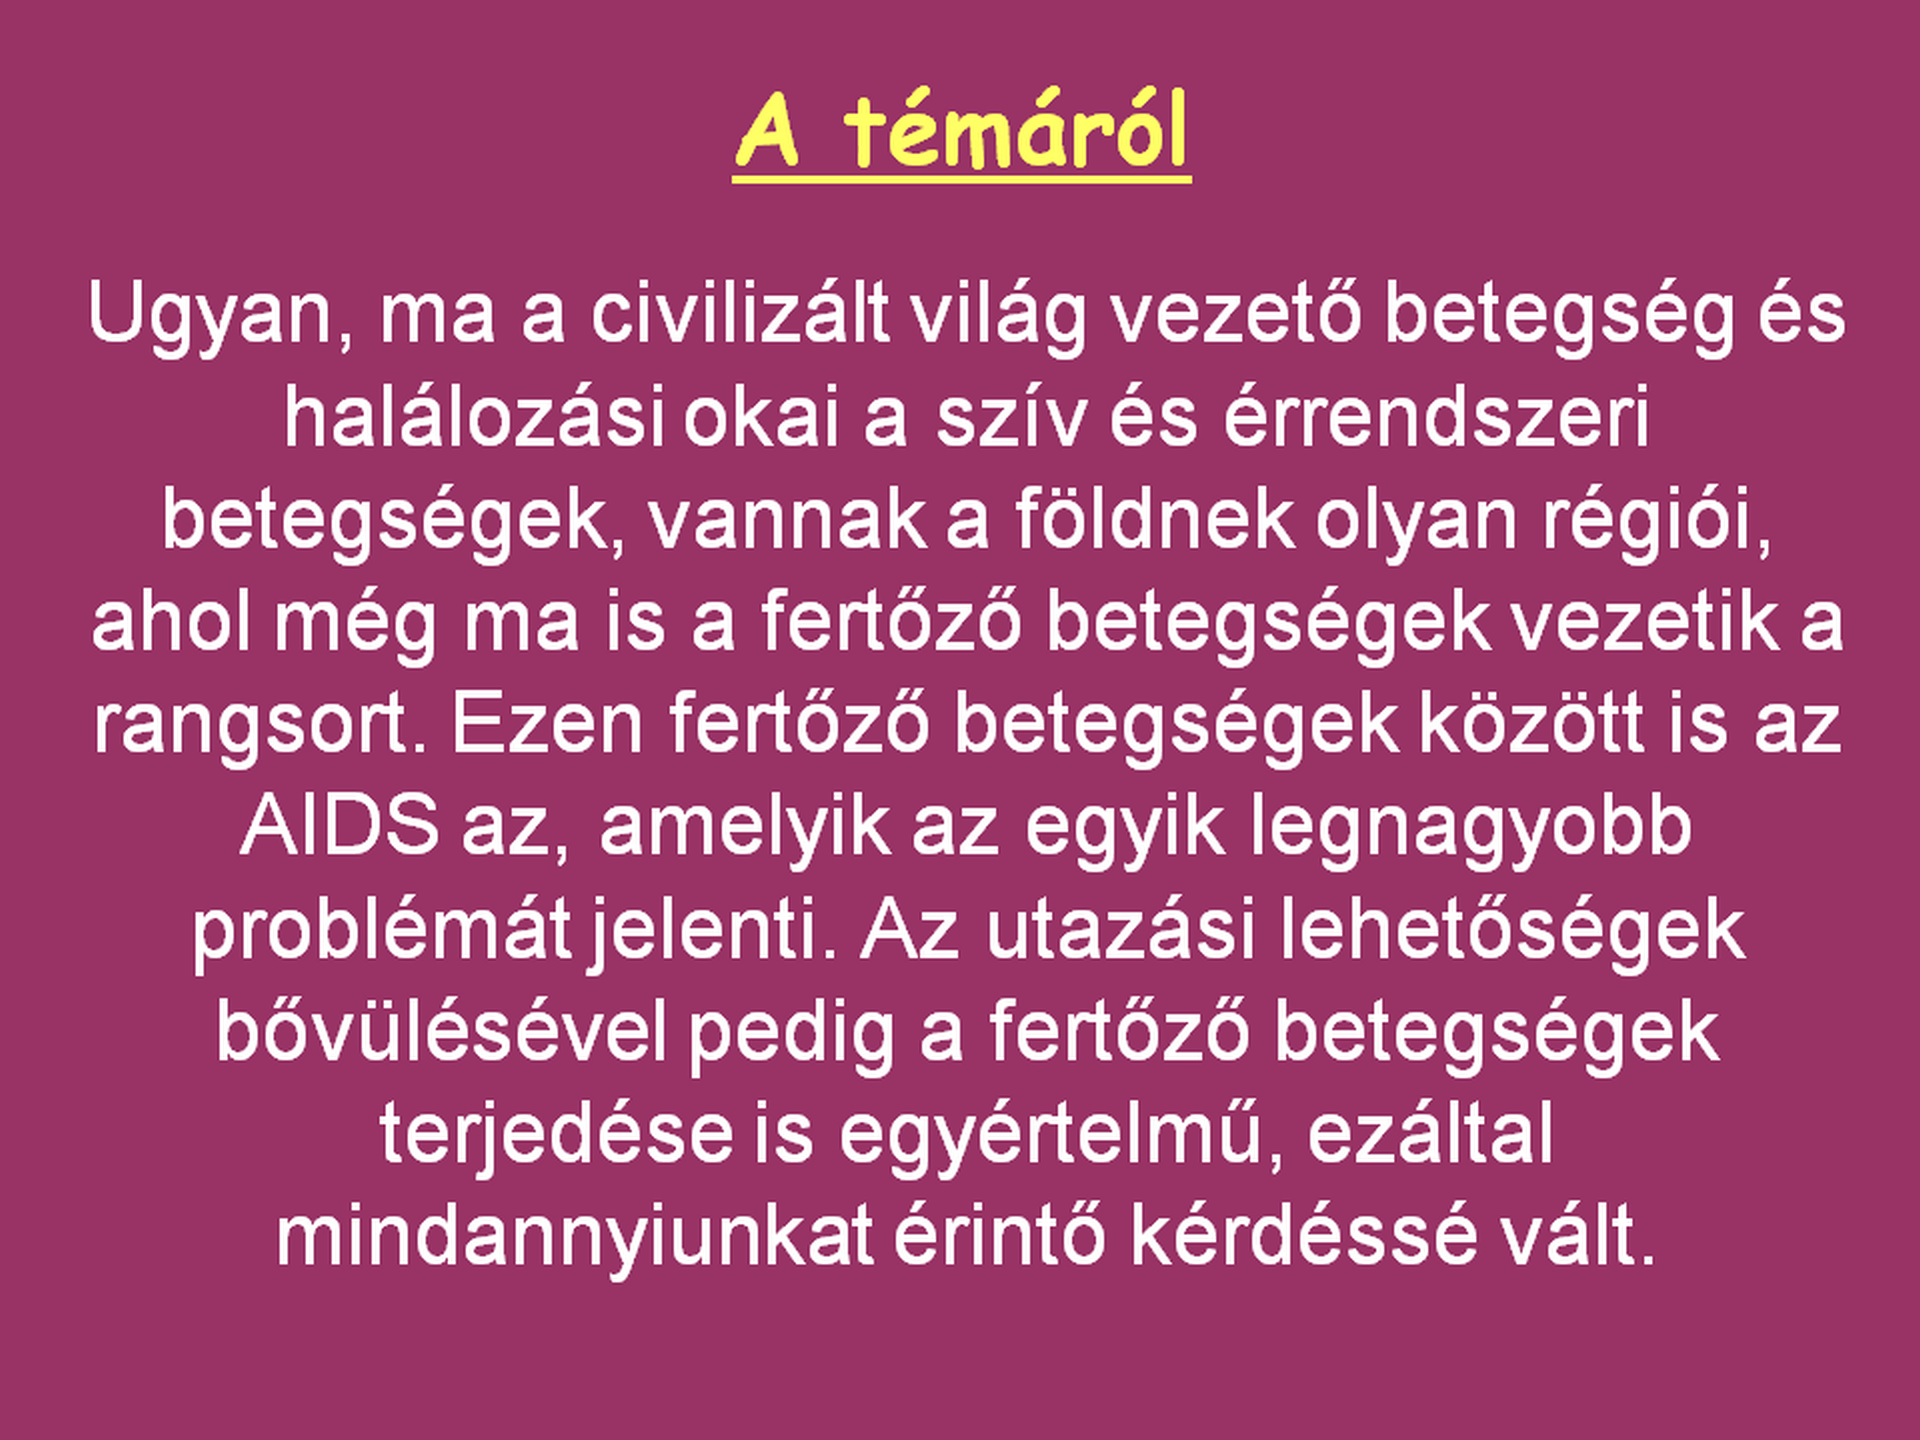 A témáról
Ugyan, ma a civilizált világ vezető betegség és
halálozási okai a szív és érrendszeri
betegségek, vannak a földnek olyan régiói,
ahol még ma is a fertőző betegségek vezetik a
rangsort. Ezen fertőző betegségek között is az
AIDS az, amelyik az egyik legnagyobb
problémát jelenti. Az utazási lehetőségek
bővülésével pedig a fertőző betegségek
terjedése is egyértelmű, ezáltal
mindannyiunkat érintő kérdéssé vált.